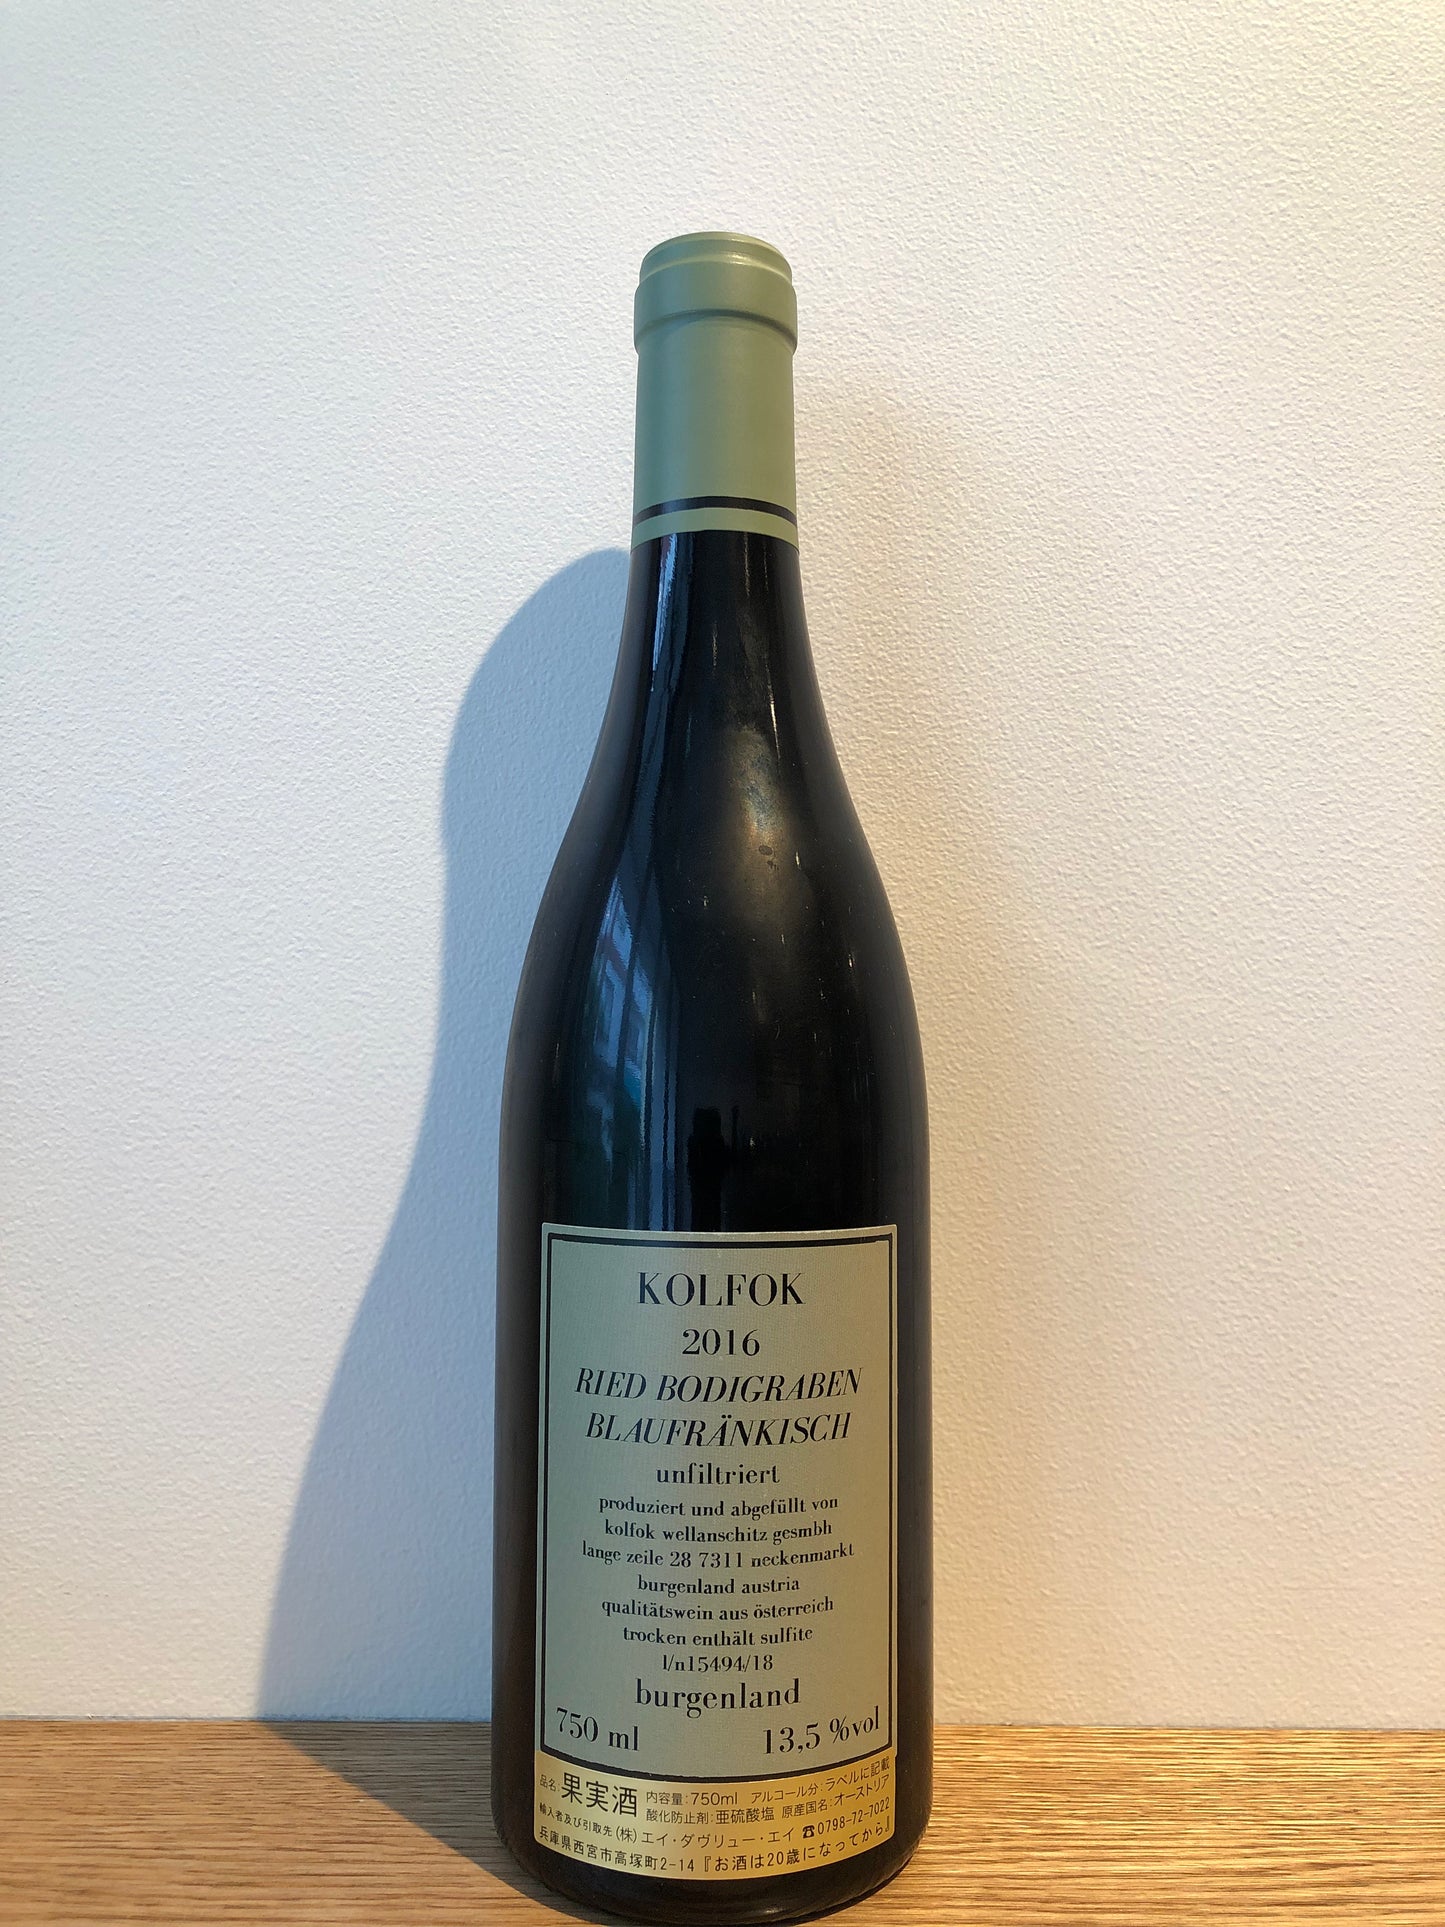 KOLFOK
2016
RIED BODIGRABEN
BLAUFRÄNKISCH
unfiltriert
produziert und abgefüllt von
kolfok wellanschitz gesmbh
lange zeile 28 7311 neckenmarkt
burgenland austria
qualitätswein aus österreich
trocken enthält sulfite
l/n15494/18
burgenland
750 ml 13,5 %vol
品名:果実酒 内容量:750ml アルコール分:ラベルに記載
酸化防止剤:亜硫酸塩 原産国名:オーストリア
輸入者及び引取先 (株)エイ・ダヴリュー・エイ ☎0798-72-7022
兵庫県西宮市高塚町2-14『お酒は20歳になってから』